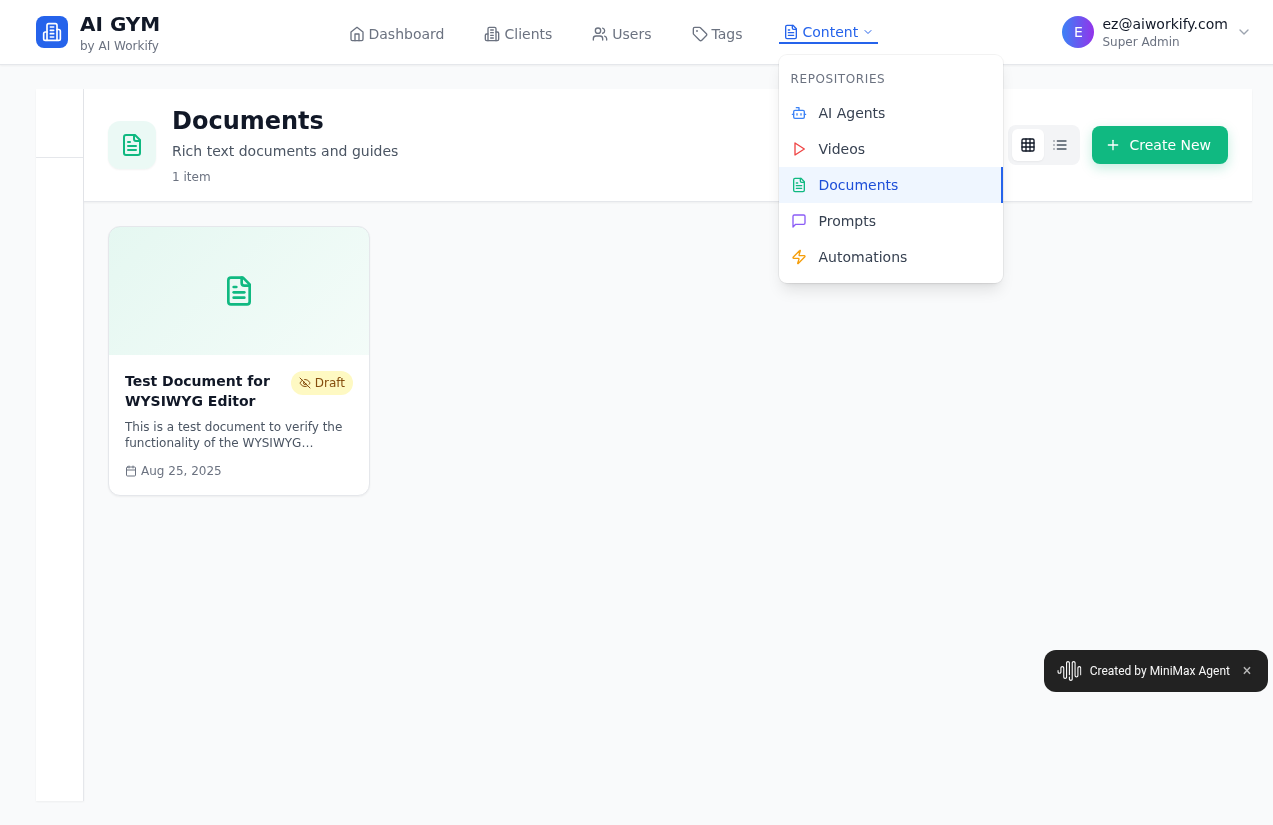 AI GYM
by AI Workify
Dashboard
Clients
Users
Tags
Content
E
ez@aiworkify.com
Super Admin
REPOSITORIES
AI Agents
Videos
Documents
Prompts
Automations
Documents
Rich text documents and guides
1 item
Create New
Test Document for
WYSIWYG Editor
Draft
This is a test document to verify the
functionality of the WYSIWYG...
Aug 25, 2025
Created by MiniMax Agent